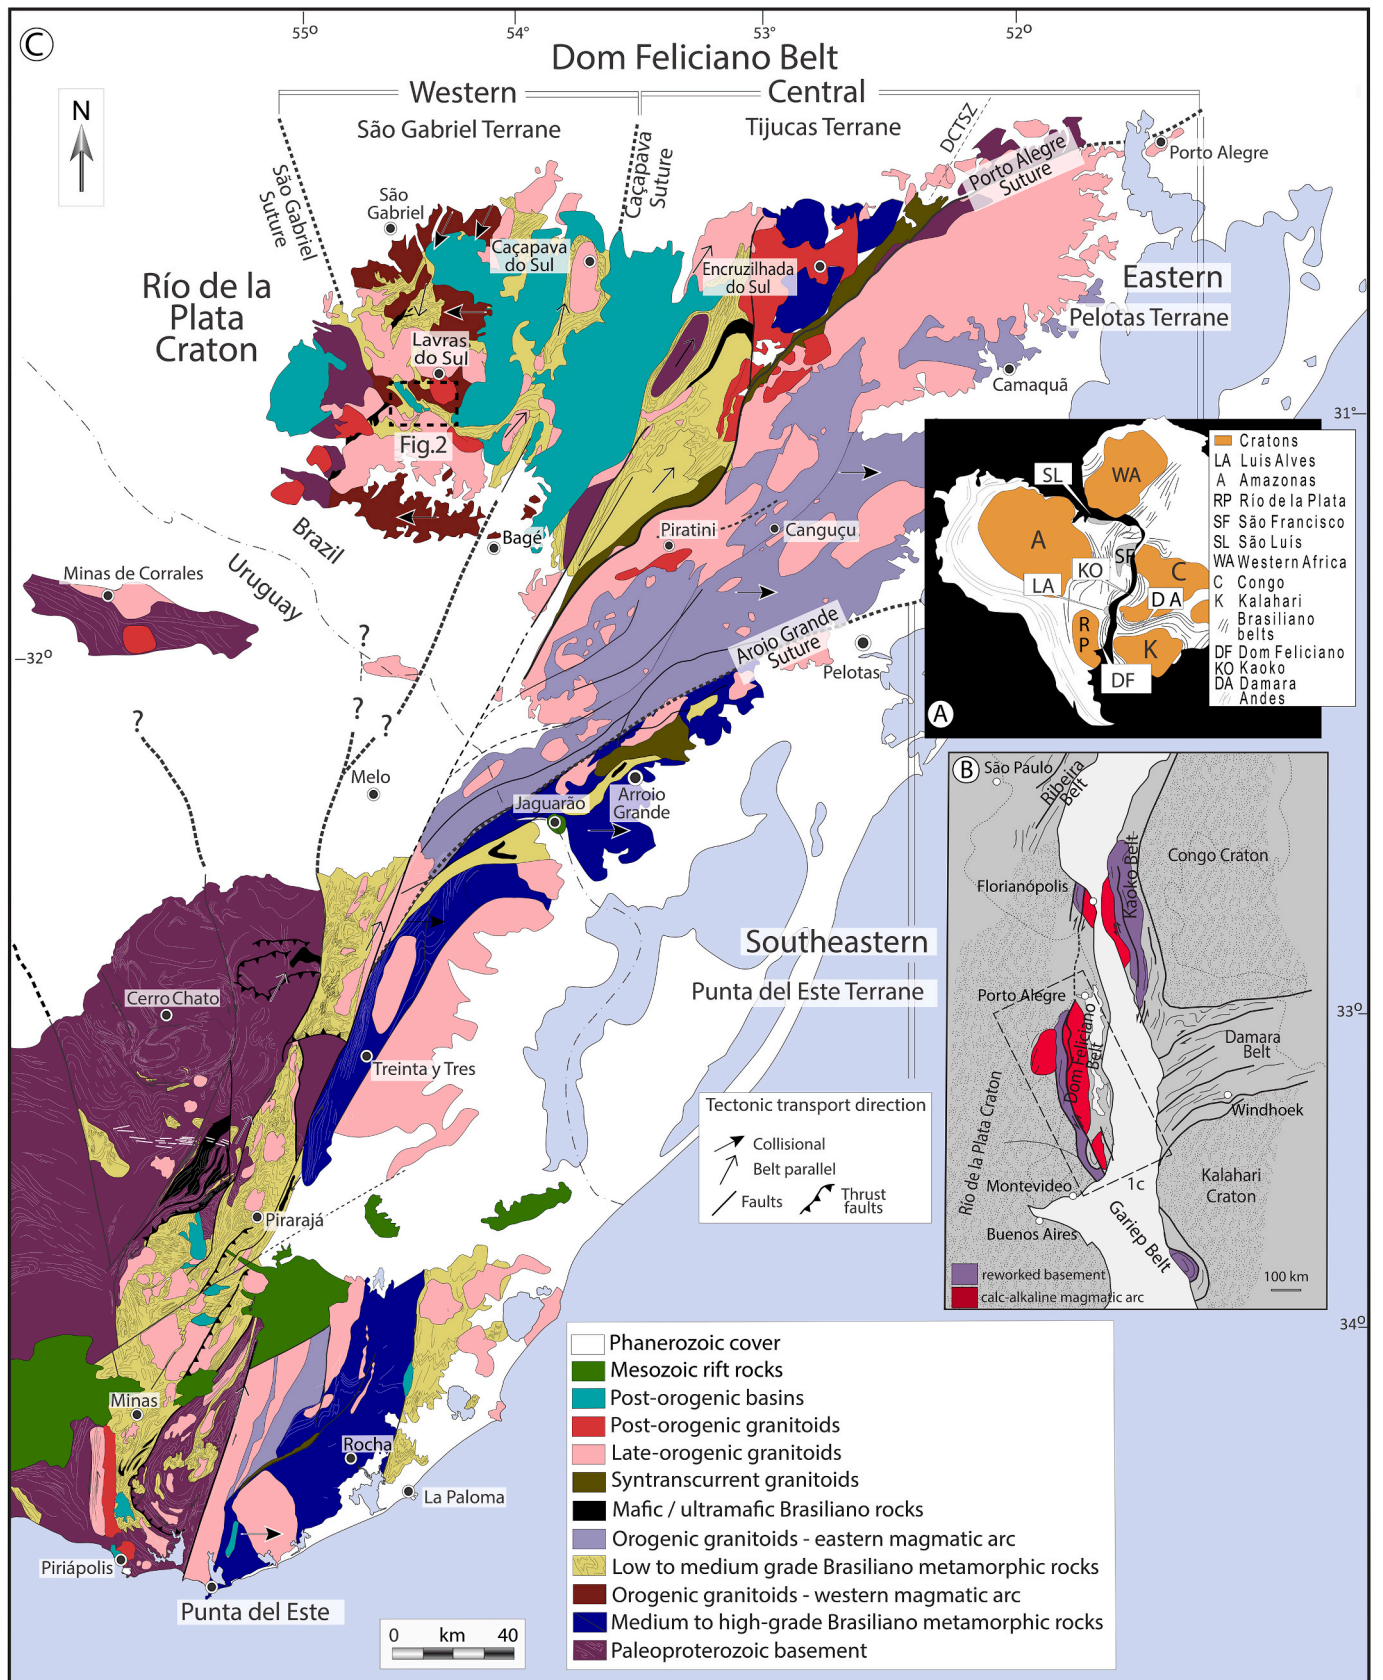 C
55º
54°
53°
52º
Dom Feliciano Belt
Western
Central
São Gabriel Terrane
Tijucas Terrane
N
São Gabriel
Suture
Caçapava
Suture
DCTSZ
Porto Alegre
Suture
Porto Alegre
São
Gabriel
Caçapava
do Sul
Encruzilhada
do Sul
Río de la
Plata
Craton
Eastern
Pelotas Terrane
Lavras
do Sul
Camaquã
31º
Fig.2
Bagé
Piratini
Canguçu
Brazil
Uruguay
Minas de Corrales
32º
?
?
?
?
Aroio Grande
Suture
Pelotas
Melo
Jaguarão
Arroio
Grande
Southeastern
Punta del Este Terrane
Cerro Chato
33º
Treinta y Tres
Pirarajá
34º
Minas
Rocha
La Paloma
Piriápolis
Punta del Este
0 km 40
Tectonic transport direction
Collisional
Belt parallel
Faults
Thrust
faults
A
SL
WA
A
SF
KO
LA
C
D A
R
P
K
DF
Cratons
LA Luis Alves
A Amazonas
RP Río de la Plata
SF São Francisco
SL São Luís
WA Western Africa
C Congo
K Kalahari
Brasiliano
belts
DF Dom Feliciano
KO Kaoko
DA Damara
Andes
B
São Paulo
Ribeira
Belt
Congo Craton
Kaoko Belt
Florianópolis
Porto Alegre
Dom Feliciano
Belt
Damara
Belt
Windhoek
Río de la Plata Craton
Kalahari
Craton
Montevideo
1c
Buenos Aires
Gariep Belt
reworked basement
calc-alkaline magmatic arc
100 km
Phanerozoic cover
Mesozoic rift rocks
Post-orogenic basins
Post-orogenic granitoids
Late-orogenic granitoids
Syntranscurrent granitoids
Mafic / ultramafic Brasiliano rocks
Orogenic granitoids - eastern magmatic arc
Low to medium grade Brasiliano metamorphic rocks
Orogenic granitoids - western magmatic arc
Medium to high-grade Brasiliano metamorphic rocks
Paleoproterozoic basement